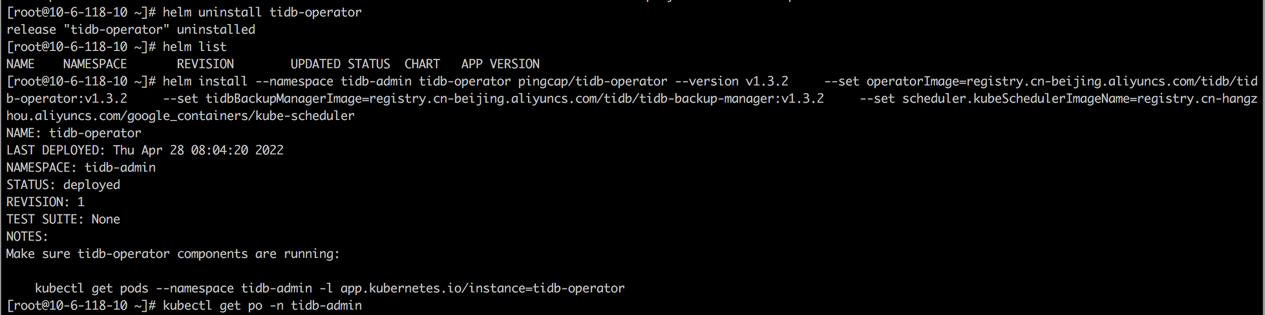 [root@10-6-118-10 ~]# helm uninstall tidb-operator
release "tidb-operator" uninstalled
[root@10-6-118-10 ~]# helm list
NAME    NAMESPACE       REVISION        UPDATED STATUS  CHART   APP VERSION
[root@10-6-118-10 ~]# helm install --namespace tidb-admin tidb-operator pingcap/tidb-operator --version v1.3.2     --set operatorImage=registry.cn-beijing.aliyuncs.com/tidb/tid
b-operator:v1.3.2     --set tidbBackupManagerImage=registry.cn-beijing.aliyuncs.com/tidb/tidb-backup-manager:v1.3.2     --set scheduler.kubeSchedulerImageName=registry.cn-hangz
hou.aliyuncs.com/google_containers/kube-scheduler
NAME: tidb-operator
LAST DEPLOYED: Thu Apr 28 08:04:20 2022
NAMESPACE: tidb-admin
STATUS: deployed
REVISION: 1
TEST SUITE: None
NOTES:
Make sure tidb-operator components are running:
    kubectl get pods --namespace tidb-admin -l app.kubernetes.io/instance=tidb-operator
[root@10-6-118-10 ~]# kubectl get po -n tidb-admin